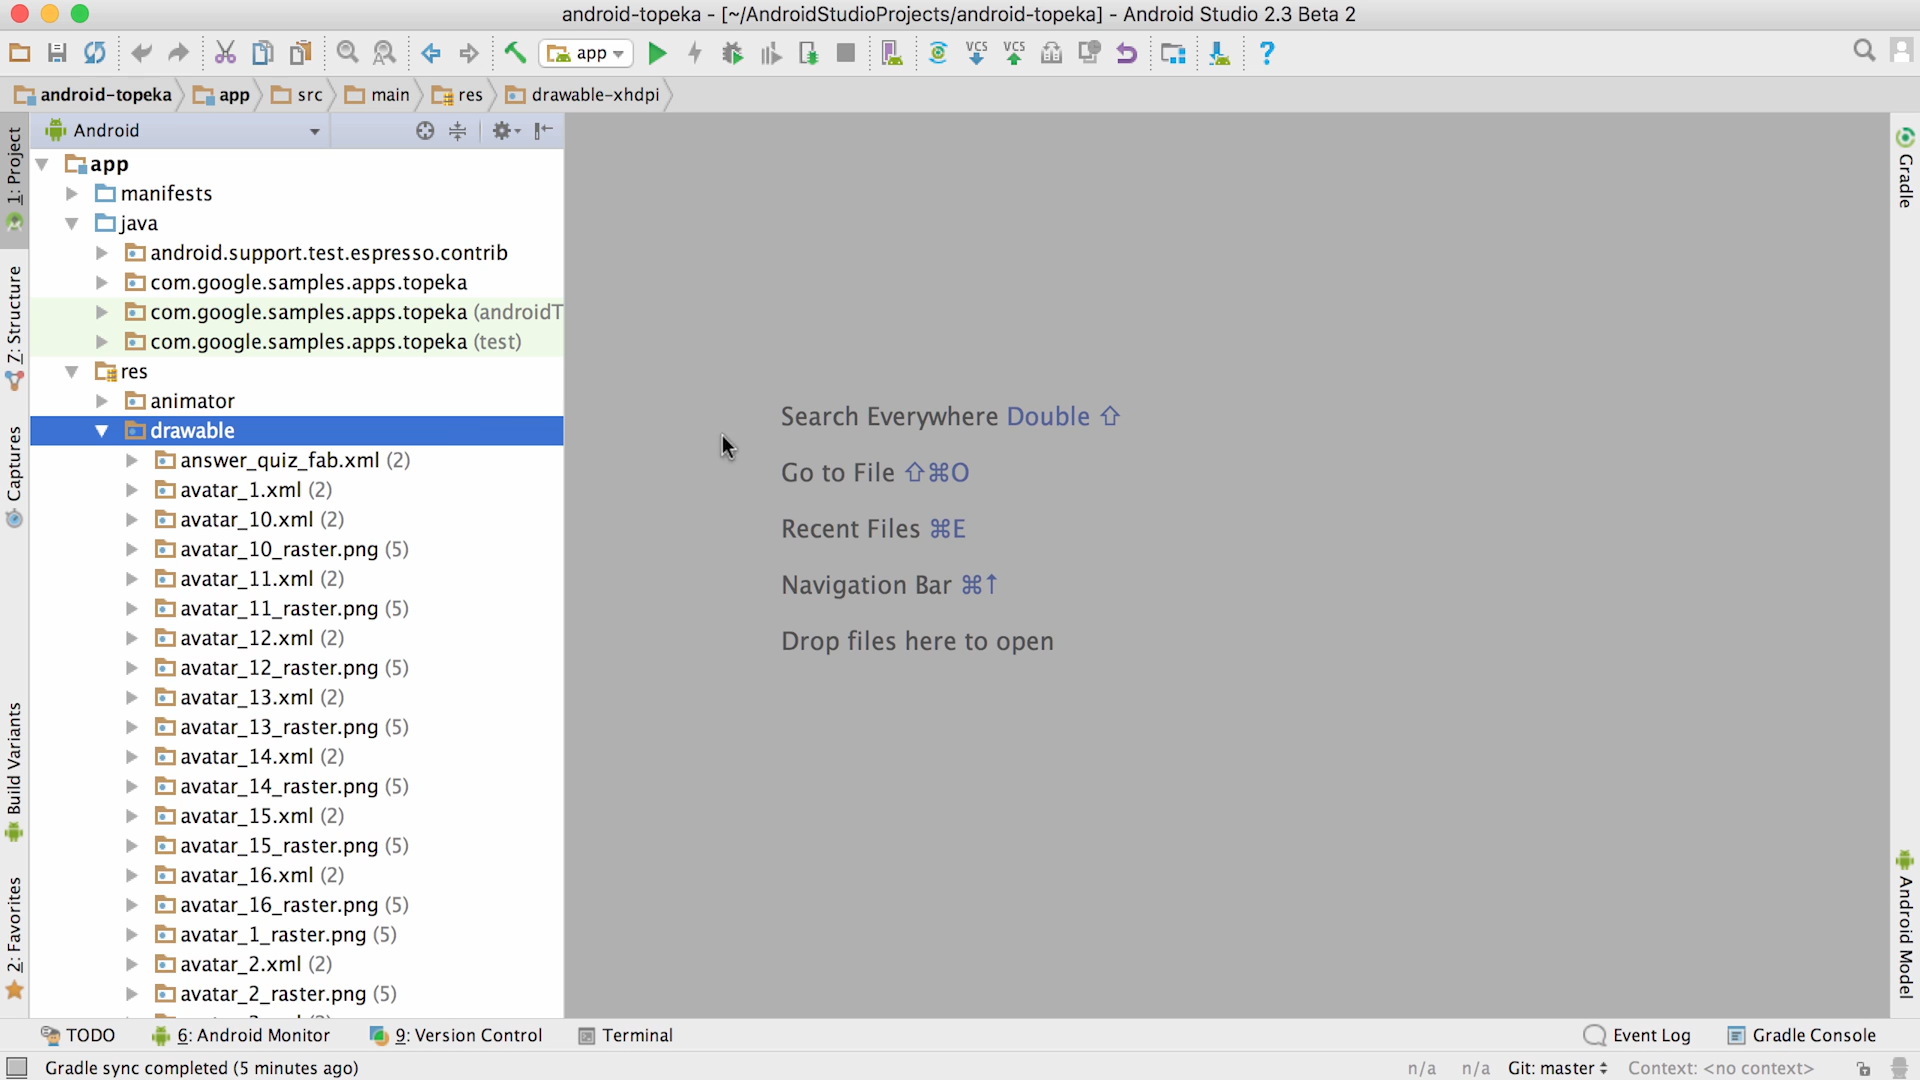 android-topeka - [~/AndroidStudioProjects/android-topeka] - Android Studio 2.3 Beta 2
VCS VCS
app
?
android-topeka app src main res drawable-xhdpi
1: Project
7: Structure
Captures
Build Variants
2: Favorites
Android
app
manifests
java
android.support.test.espresso.contrib
com.google.samples.apps.topeka
com.google.samples.apps.topeka (androidT
com.google.samples.apps.topeka (test)
res
animator
drawable
answer_quiz_fab.xml (2)
avatar_1.xml (2)
avatar_10.xml (2)
avatar_10_raster.png (5)
avatar_11.xml (2)
avatar_11_raster.png (5)
avatar_12.xml (2)
avatar_12_raster.png (5)
avatar_13.xml (2)
avatar_13_raster.png (5)
avatar_14.xml (2)
avatar_14_raster.png (5)
avatar_15.xml (2)
avatar_15_raster.png (5)
avatar_16.xml (2)
avatar_16_raster.png (5)
avatar_1_raster.png (5)
avatar_2.xml (2)
avatar_2_raster.png (5)
Search Everywhere Double ⇧
Go to File ⇧⌘O
Recent Files ⌘E
Navigation Bar ⌘↑
Drop files here to open
Gradle
Android Model
TODO 6: Android Monitor 9: Version Control Terminal Event Log Gradle Console
Gradle sync completed (5 minutes ago) n/a n/a Git: master Context: <no context>